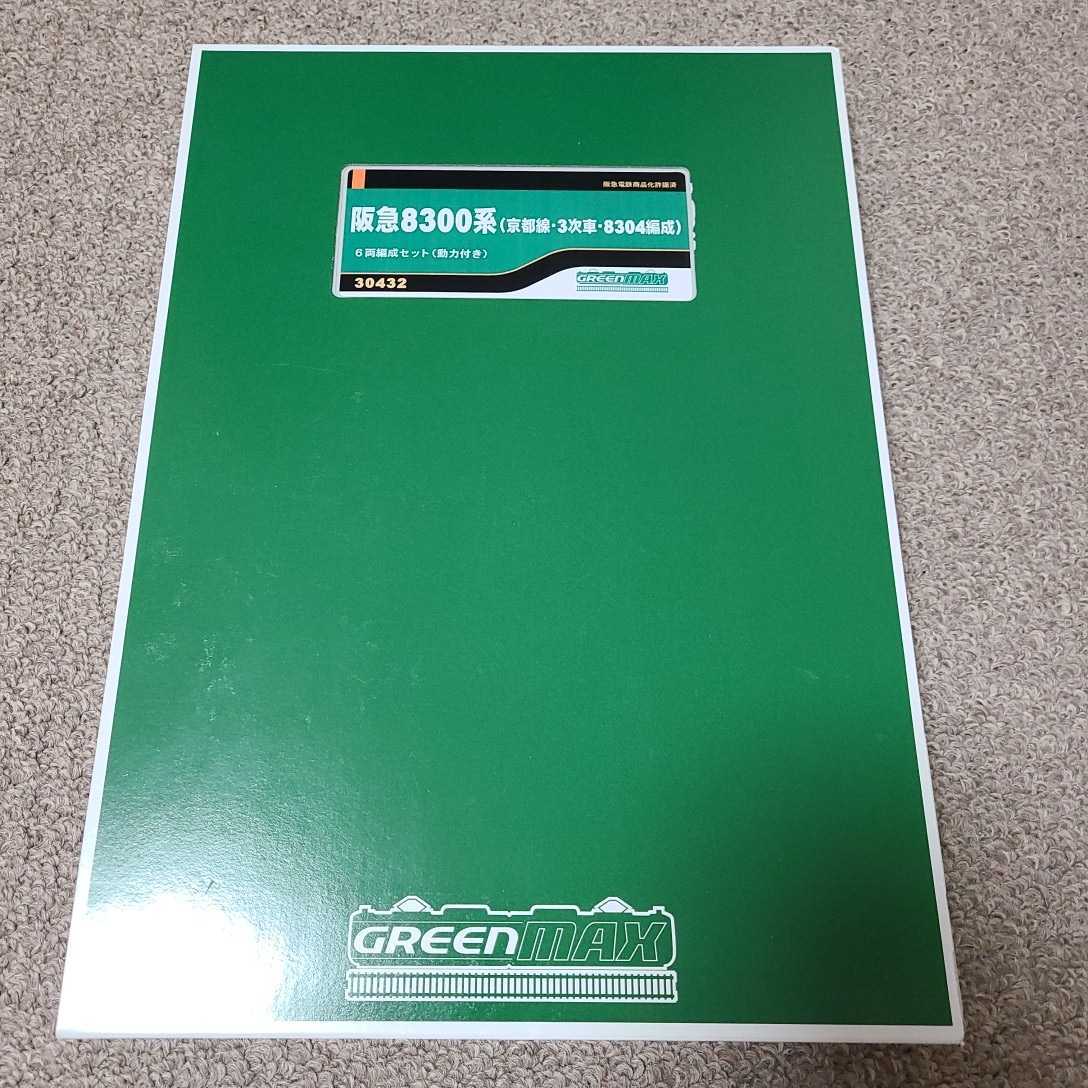 阪急電鉄商品化許諾済
阪急8300系(京都線・3次車・8304編成)
6両編成セット(動力付き)
30432
GREENMAX
GREENMAX